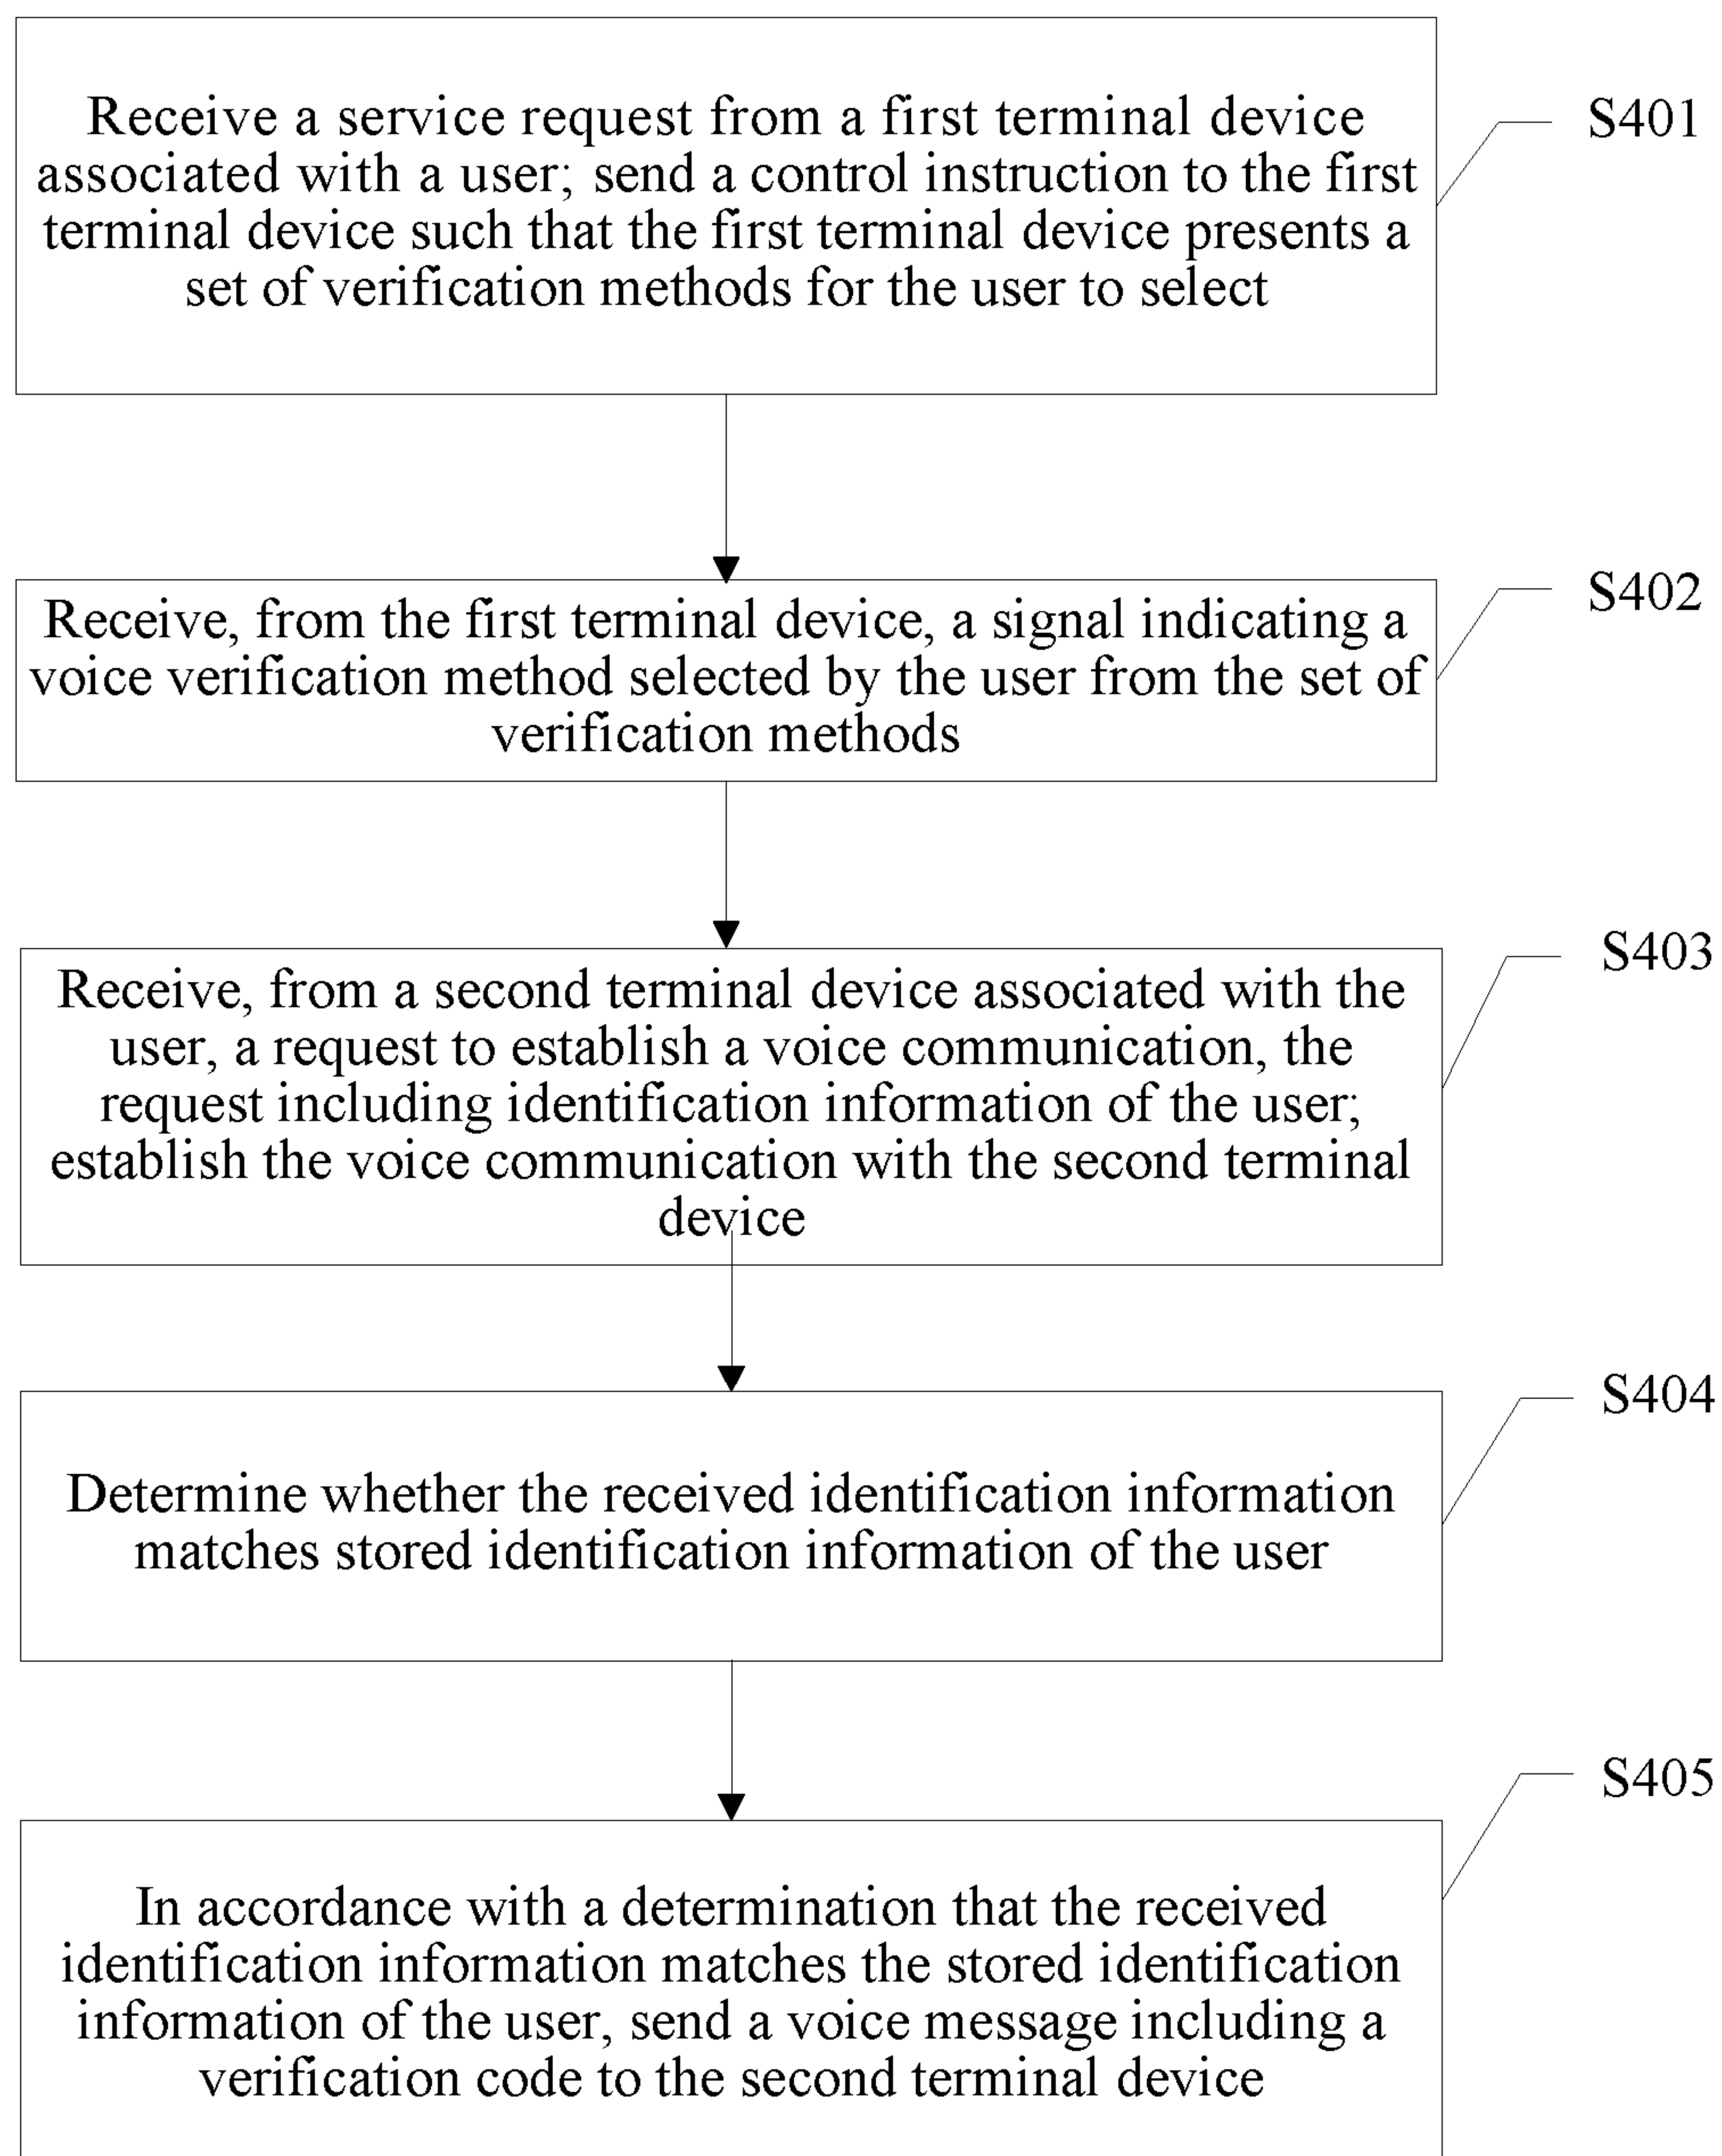 Receive a service request from a first terminal device
associated with a user; send a control instruction to the first
terminal device such that the first terminal device presents a
set of verification methods for the user to select
S401
Receive, from the first terminal device, a signal indicating a
voice verification method selected by the user from the set of
verification methods
S402
Receive, from a second terminal device associated with the
user, a request to establish a voice communication, the
request including identification information of the user;
establish the voice communication with the second terminal
device
S403
Determine whether the received identification information
matches stored identification information of the user
S404
In accordance with a determination that the received
identification information matches the stored identification
information of the user, send a voice message including a
verification code to the second terminal device
S405